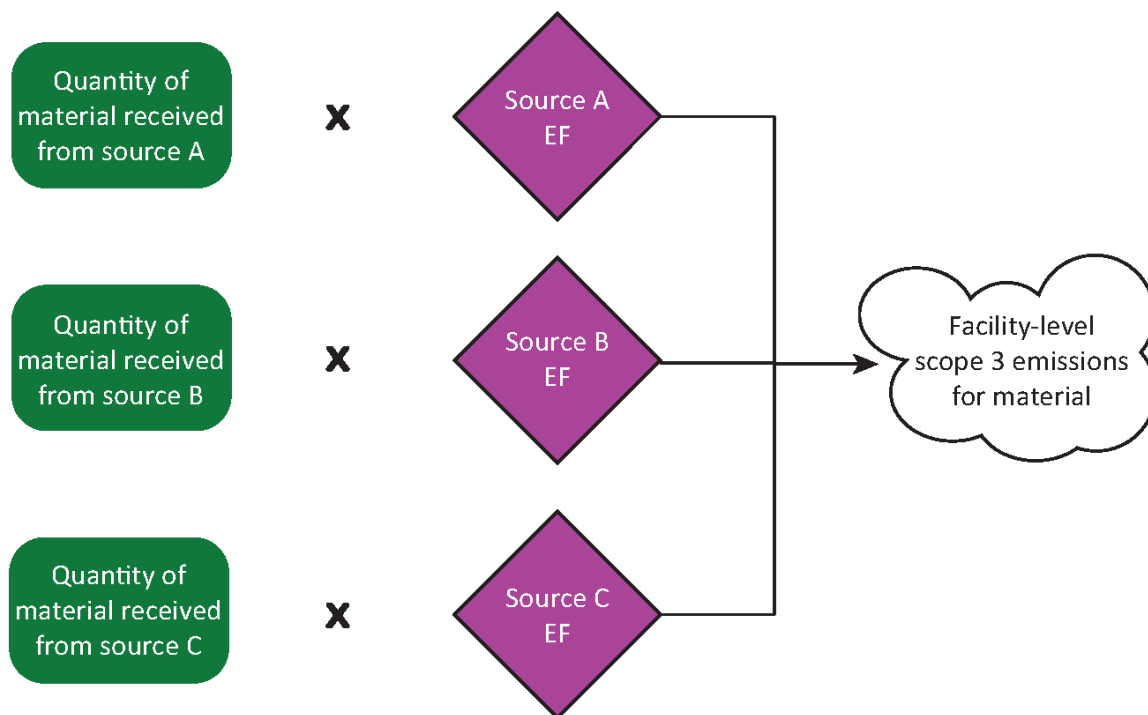 Quantity of
material received
from source A
x
Source A
EF
Quantity of
material received
from source B
x
Source B
EF
Facility-level
scope 3 emissions
for material
Quantity of
material received
from source C
x
Source C
EF